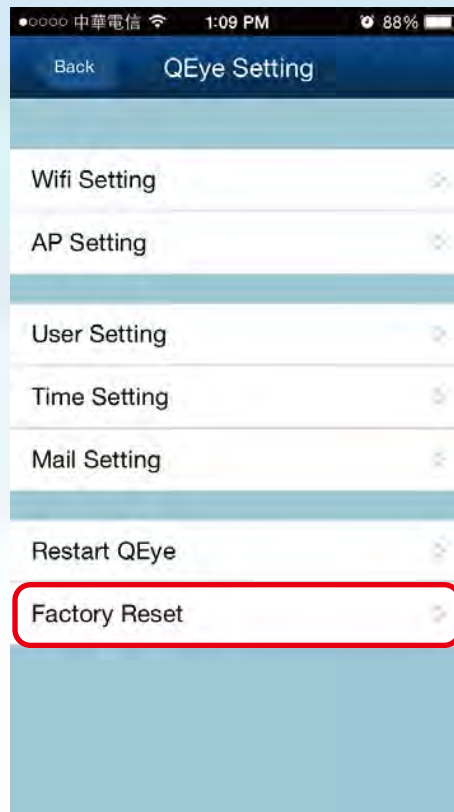 中華電信 1:09 PM 88%
Back QEye Setting
Wifi Setting
AP Setting
User Setting
Time Setting
Mail Setting
Restart QEye
Factory Reset